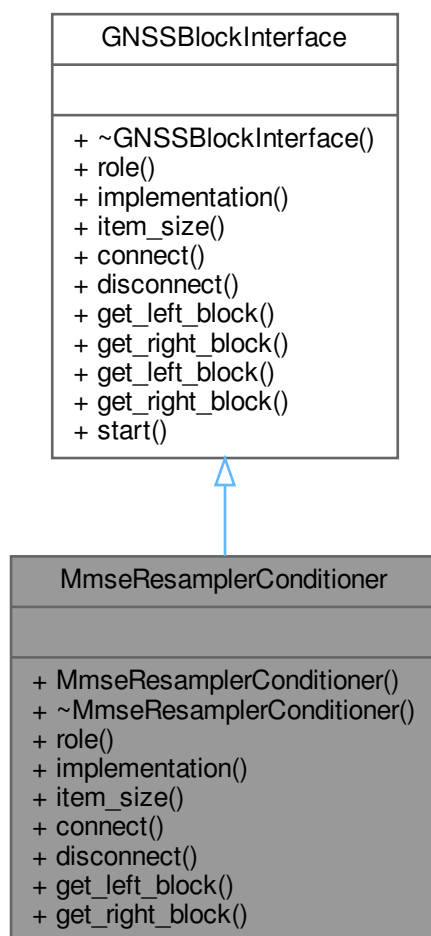 GNSSBlockInterface
+ ~GNSSBlockInterface()
+ role()
+ implementation()
+ item_size()
+ connect()
+ disconnect()
+ get_left_block()
+ get_right_block()
+ get_left_block()
+ get_right_block()
+ start()
MmseResamplerConditioner
+ MmseResamplerConditioner()
+ ~MmseResamplerConditioner()
+ role()
+ implementation()
+ item_size()
+ connect()
+ disconnect()
+ get_left_block()
+ get_right_block()